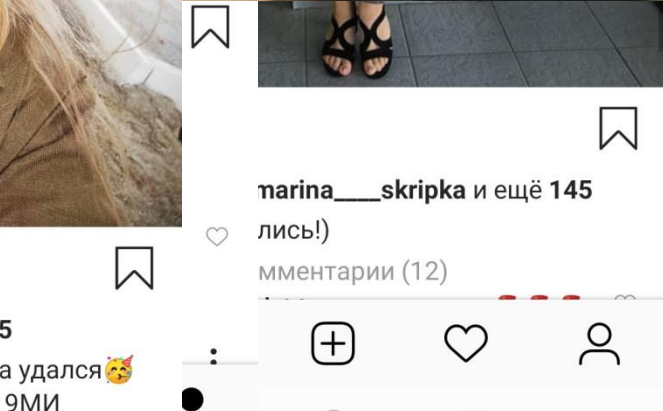 marina____skripka и ещё 145
лись!)
мментарии (12)
5
а удался🥳
9МИ